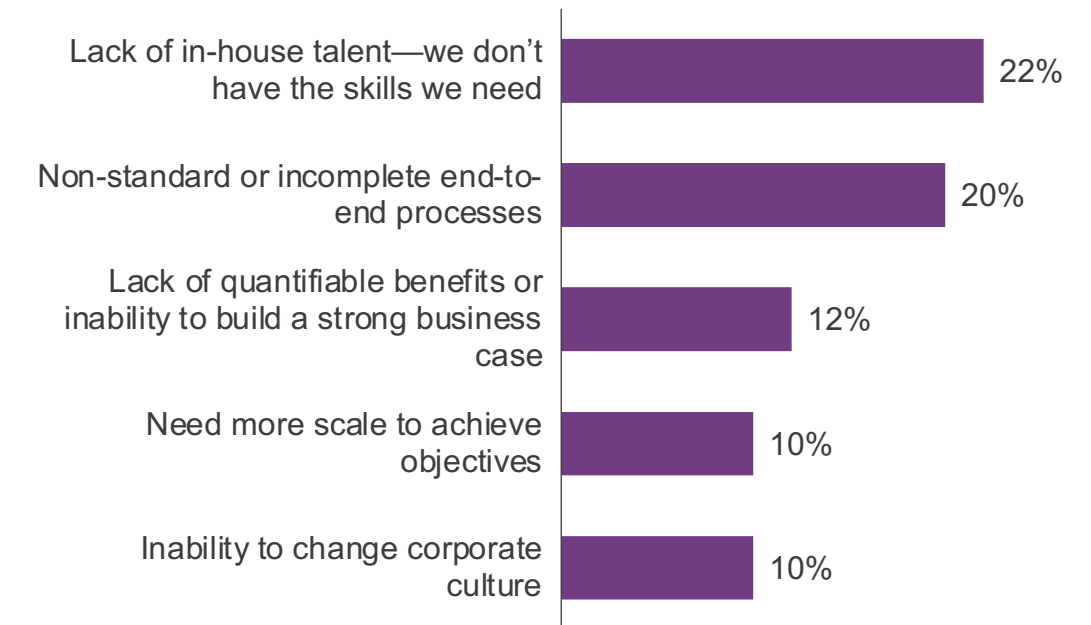 Lack of in-house talent—we don't
have the skills we need
22%
Non-standard or incomplete end-to-
end processes
20%
Lack of quantifiable benefits or
inability to build a strong business
case
12%
Need more scale to achieve
objectives
10%
Inability to change corporate
culture
10%